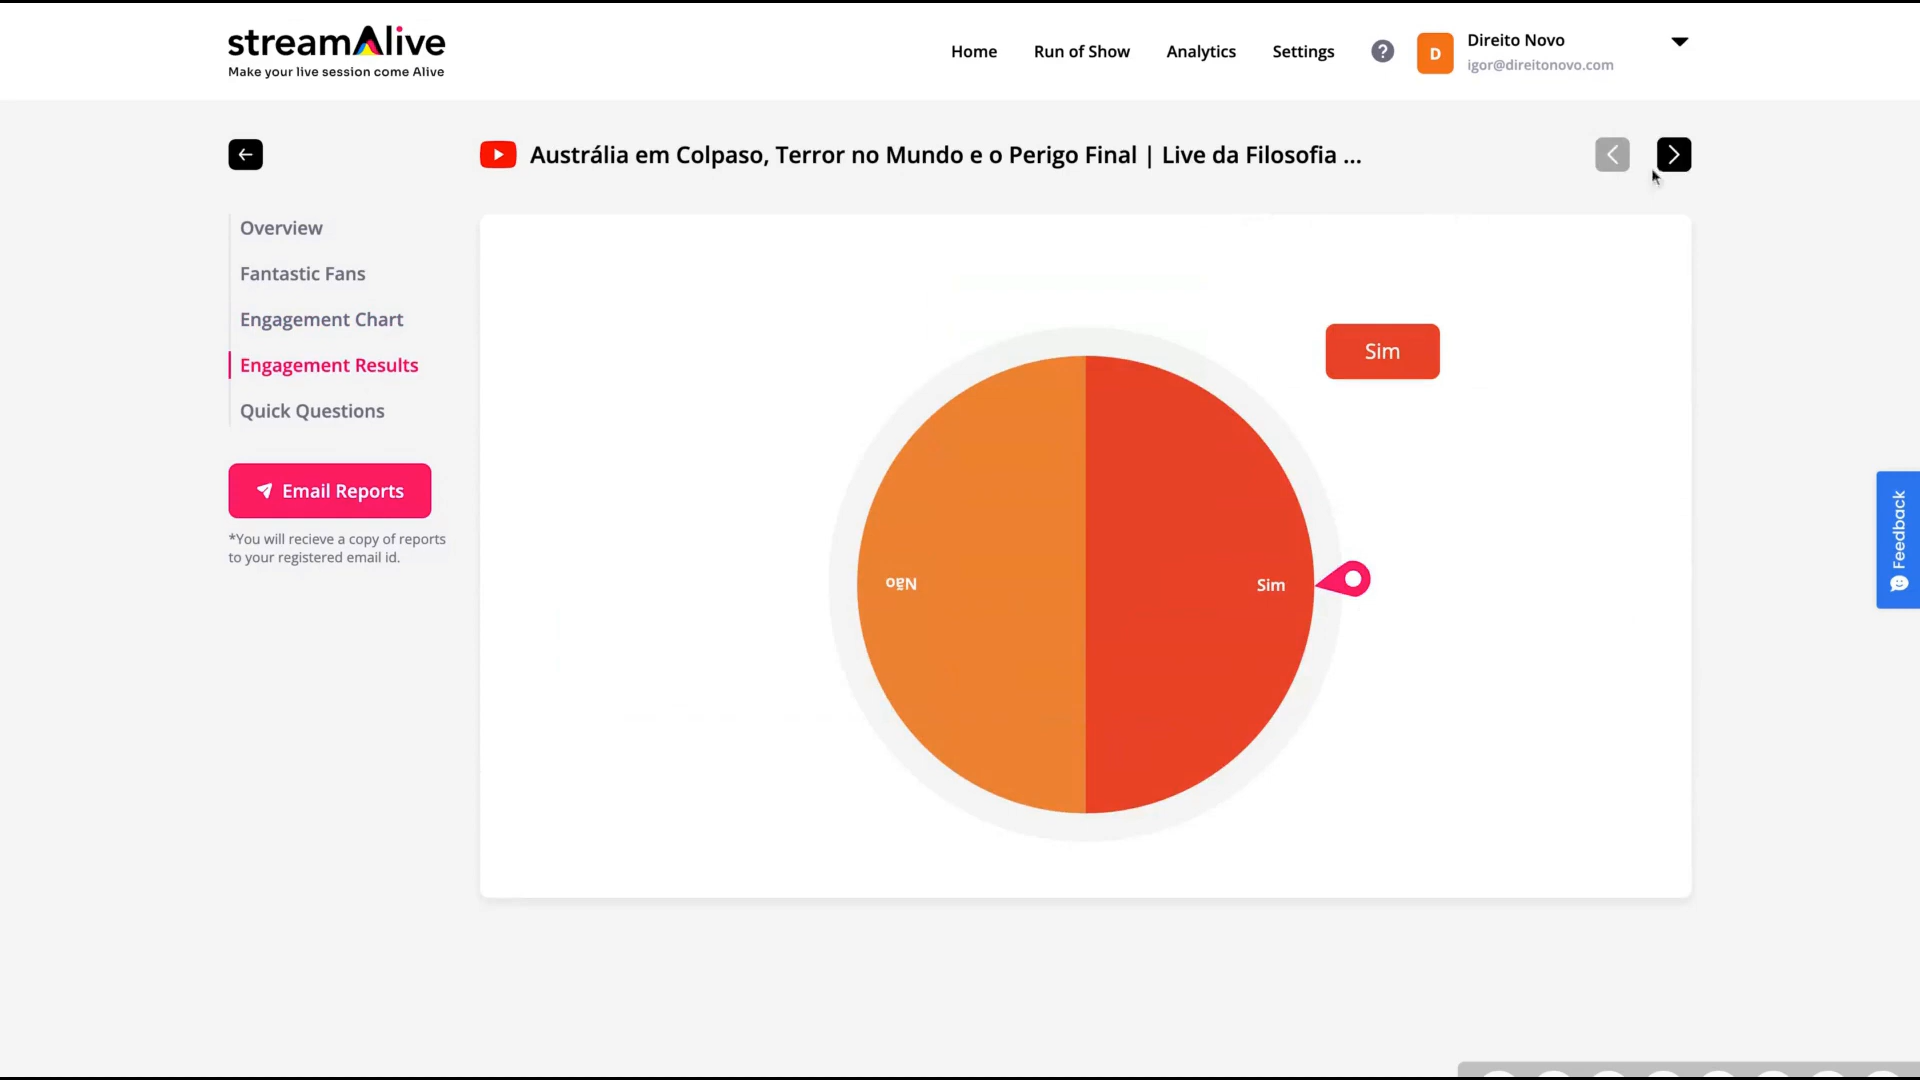 streamAlive
Make your live session come Alive
Home
Run of Show
Analytics
Settings
?
D
Direito Novo
igor@direitonovo.com
Austrália em Colpaso, Terror no Mundo e o Perigo Final | Live da Filosofia ...
Overview
Fantastic Fans
Engagement Chart
Engagement Results
Quick Questions
Email Reports
*You will recieve a copy of reports
to your registered email id.
Sim
Não
Sim
Feedback